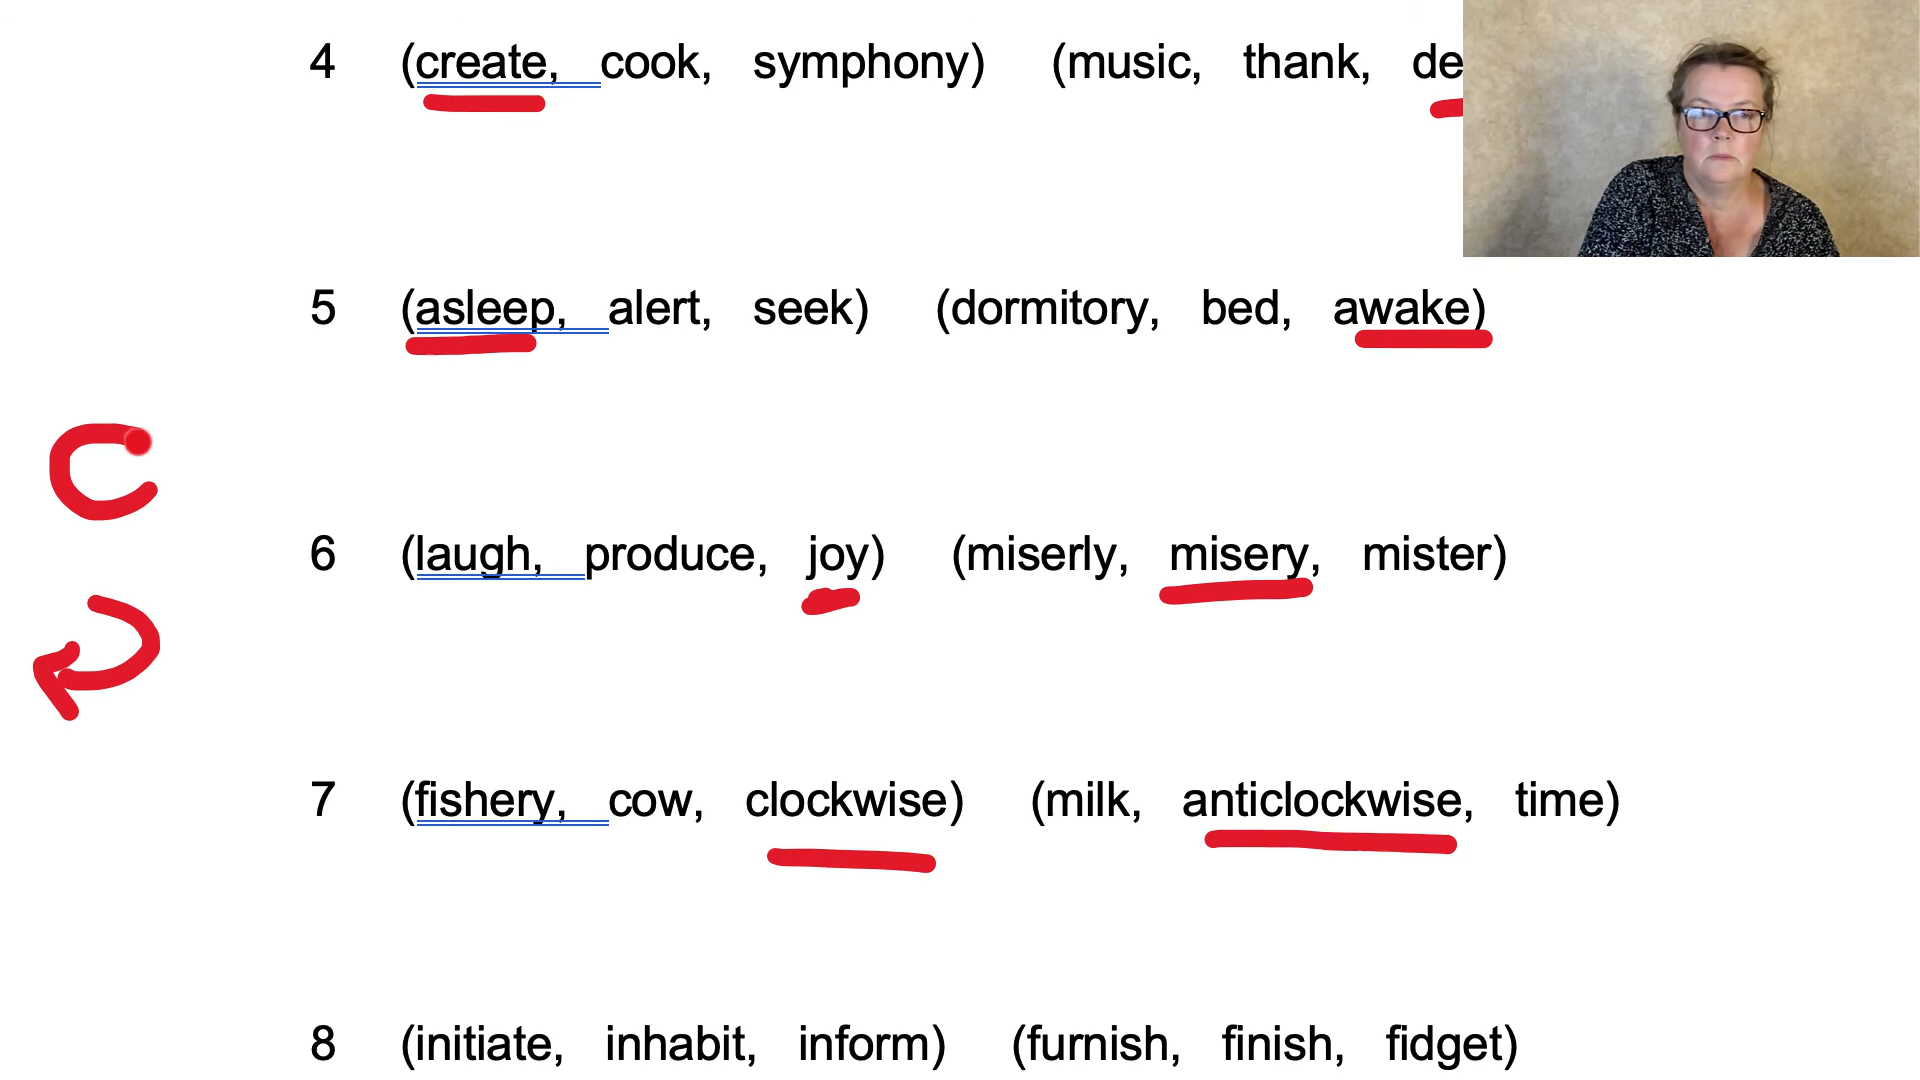 4 (create, cook, symphony) (music, thank, de
5 (asleep, alert, seek) (dormitory, bed, awake)
6 (laugh, produce, joy) (miserly, misery, mister)
7 (fishery, cow, clockwise) (milk, anticlockwise, time)
8 (initiate, inhabit, inform) (furnish, finish, fidget)